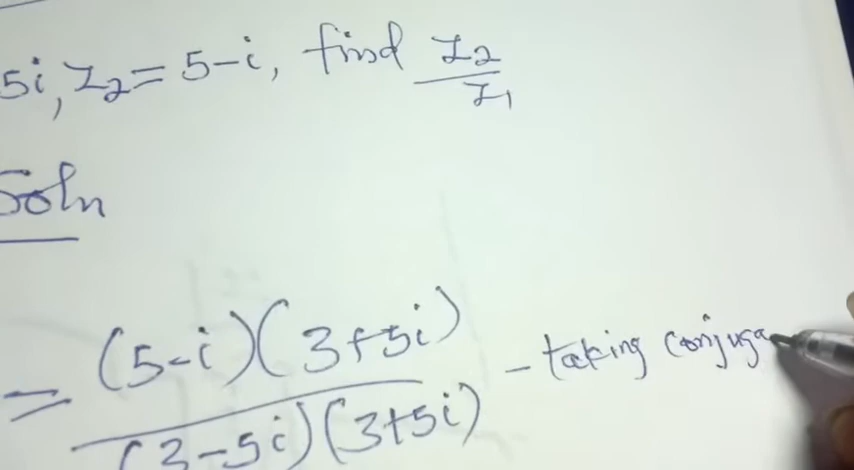 5i, Z₂ = 5-i, find Z₂/Z₁
Soln
= (5-i)(3+5i) - taking conjuga
(3-5i)(3+5i)